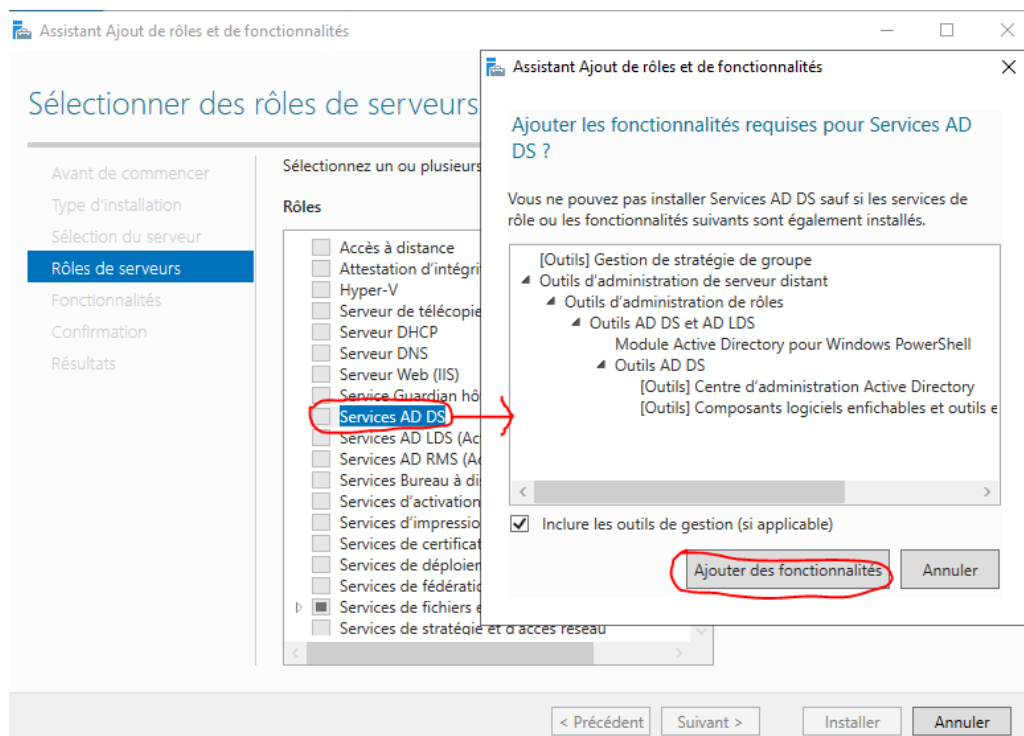 Assistant Ajout de rôles et de fonctionnalités
Sélectionner des rôles de serveurs
Avant de commencer
Type d'installation
Sélection du serveur
Rôles de serveurs
Fonctionnalités
Confirmation
Résultats
Sélectionnez un ou plusieurs
Rôles
Accès à distance
Attestation d'intégri
Hyper-V
Serveur de télécopie
Serveur DHCP
Serveur DNS
Serveur Web (IIS)
Service Guardian hô
Services AD DS
Services AD LDS (Ac
Services AD RMS (Ac
Services Bureau à di
Services d'activation
Services d'impressio
Services de certificat
Services de déploier
Services de fédératic
Services de fichiers e
Services de stratégie et d'accès réseau
Assistant Ajout de rôles et de fonctionnalités
Ajouter les fonctionnalités requises pour Services AD
DS ?
Vous ne pouvez pas installer Services AD DS sauf si les services de
rôle ou les fonctionnalités suivants sont également installés.
[Outils] Gestion de stratégie de groupe
Outils d'administration de serveur distant
Outils d'administration de rôles
Outils AD DS et AD LDS
Module Active Directory pour Windows PowerShell
Outils AD DS
[Outils] Centre d'administration Active Directory
[Outils] Composants logiciels enfichables et outils e
Inclure les outils de gestion (si applicable)
Ajouter des fonctionnalités
Annuler
< Précédent
Suivant >
Installer
Annuler